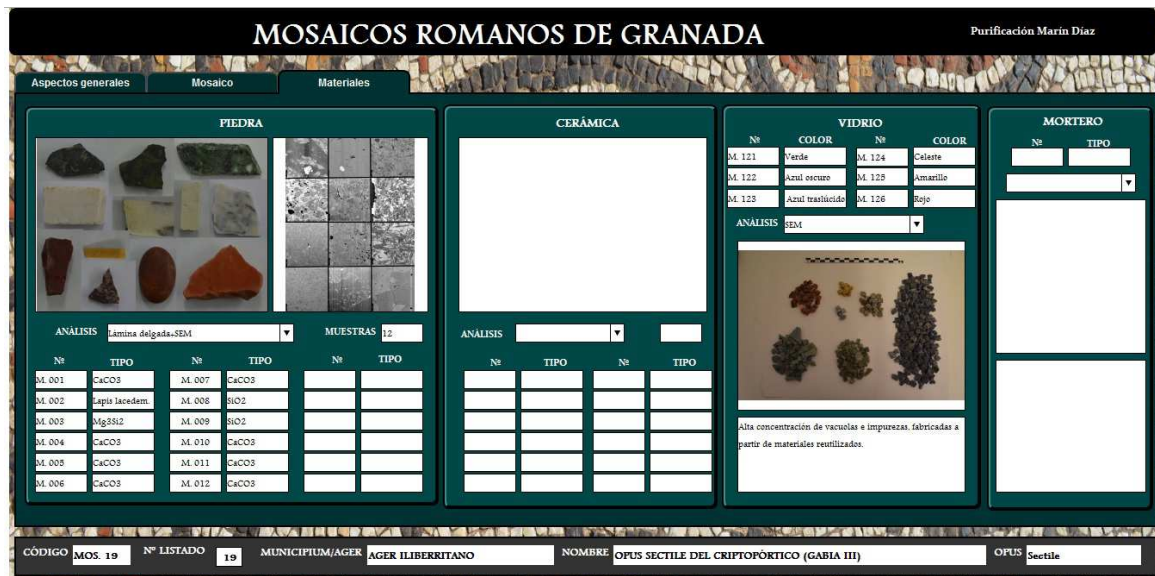 MOSAICOS ROMANOS DE GRANADA
Purificación Marín Díaz
Aspectos generales Mosaico Materiales
PIEDRA
ANÁLISIS Lámina delgada+SEM MUESTRAS 12
Nº TIPO Nº TIPO Nº TIPO
M. 001 CaCO3 M. 007 CaCO3
M. 002 Lapis lacedem. M. 008 SiO2
M. 003 Mg3Si2 M. 009 SiO2
M. 004 CaCO3 M. 010 CaCO3
M. 005 CaCO3 M. 011 CaCO3
M. 006 CaCO3 M. 012 CaCO3
CERÁMICA
ANÁLISIS
Nº TIPO Nº TIPO
VIDRIO
Nº COLOR Nº COLOR
M. 121 Verde M. 124 Celeste
M. 122 Azul oscuro M. 125 Amarillo
M. 123 Azul traslúcido M. 126 Rojo
ANÁLISIS SEM
Alta concentración de vacuolas e impurezas. fabricadas a
partir de materiales reutilizados.
MORTERO
Nº TIPO
CÓDIGO MOS. 19 Nº LISTADO 19 MUNICIPIUM/AGER AGER ILIBERRITANO NOMBRE OPUS SECTILE DEL CRIPTOPÓRTICO (GABIA III) OPUS Sectile